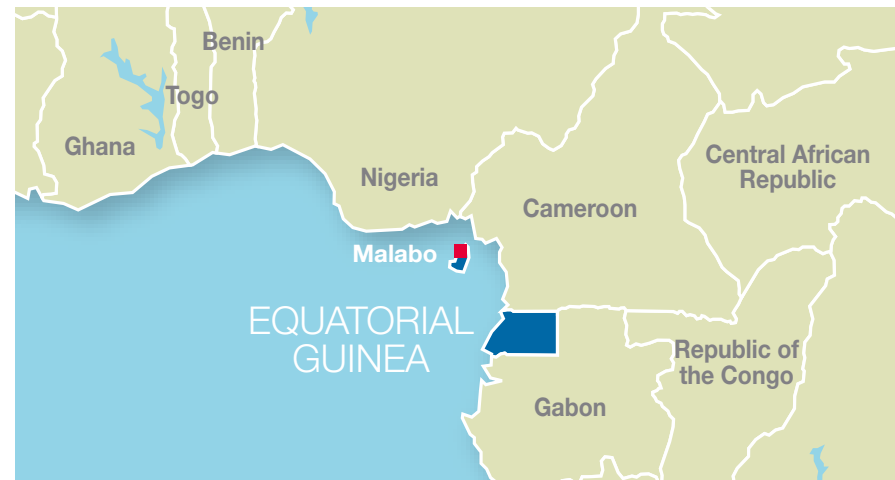 Benin
Togo
Ghana
Nigeria
Central African
Republic
Cameroon
Malabo
EQUATORIAL
GUINEA
Republic of
the Congo
Gabon